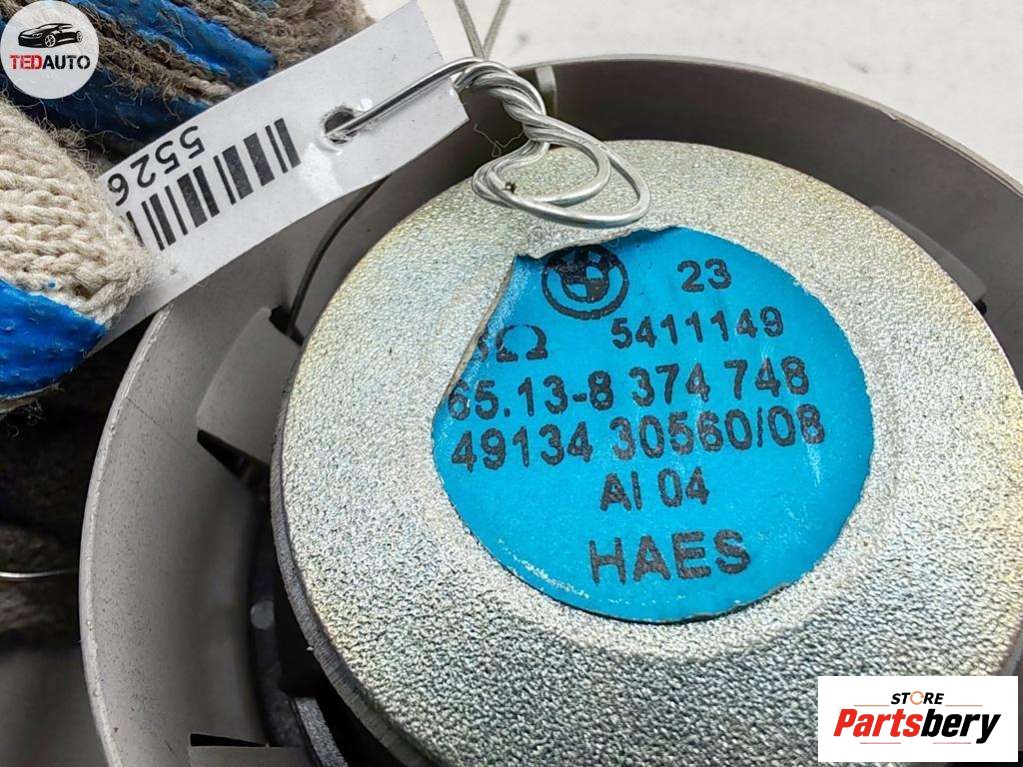 TEDAUTO
5526
23
Ω 5411149
65.13-8 374 748
49134 30560/08
AI 04
HAES
STORE
Partsbery